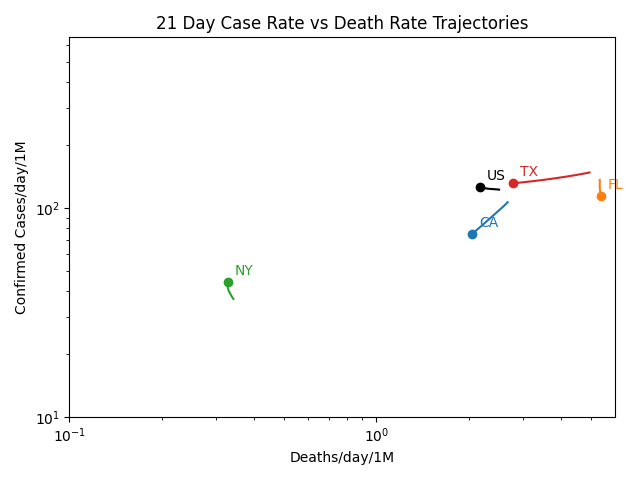 21 Day Case Rate vs Death Rate Trajectories
Confirmed Cases/day/1M
10²
10¹
US
TX
FL
CA
NY
10⁻¹
10⁰
Deaths/day/1M